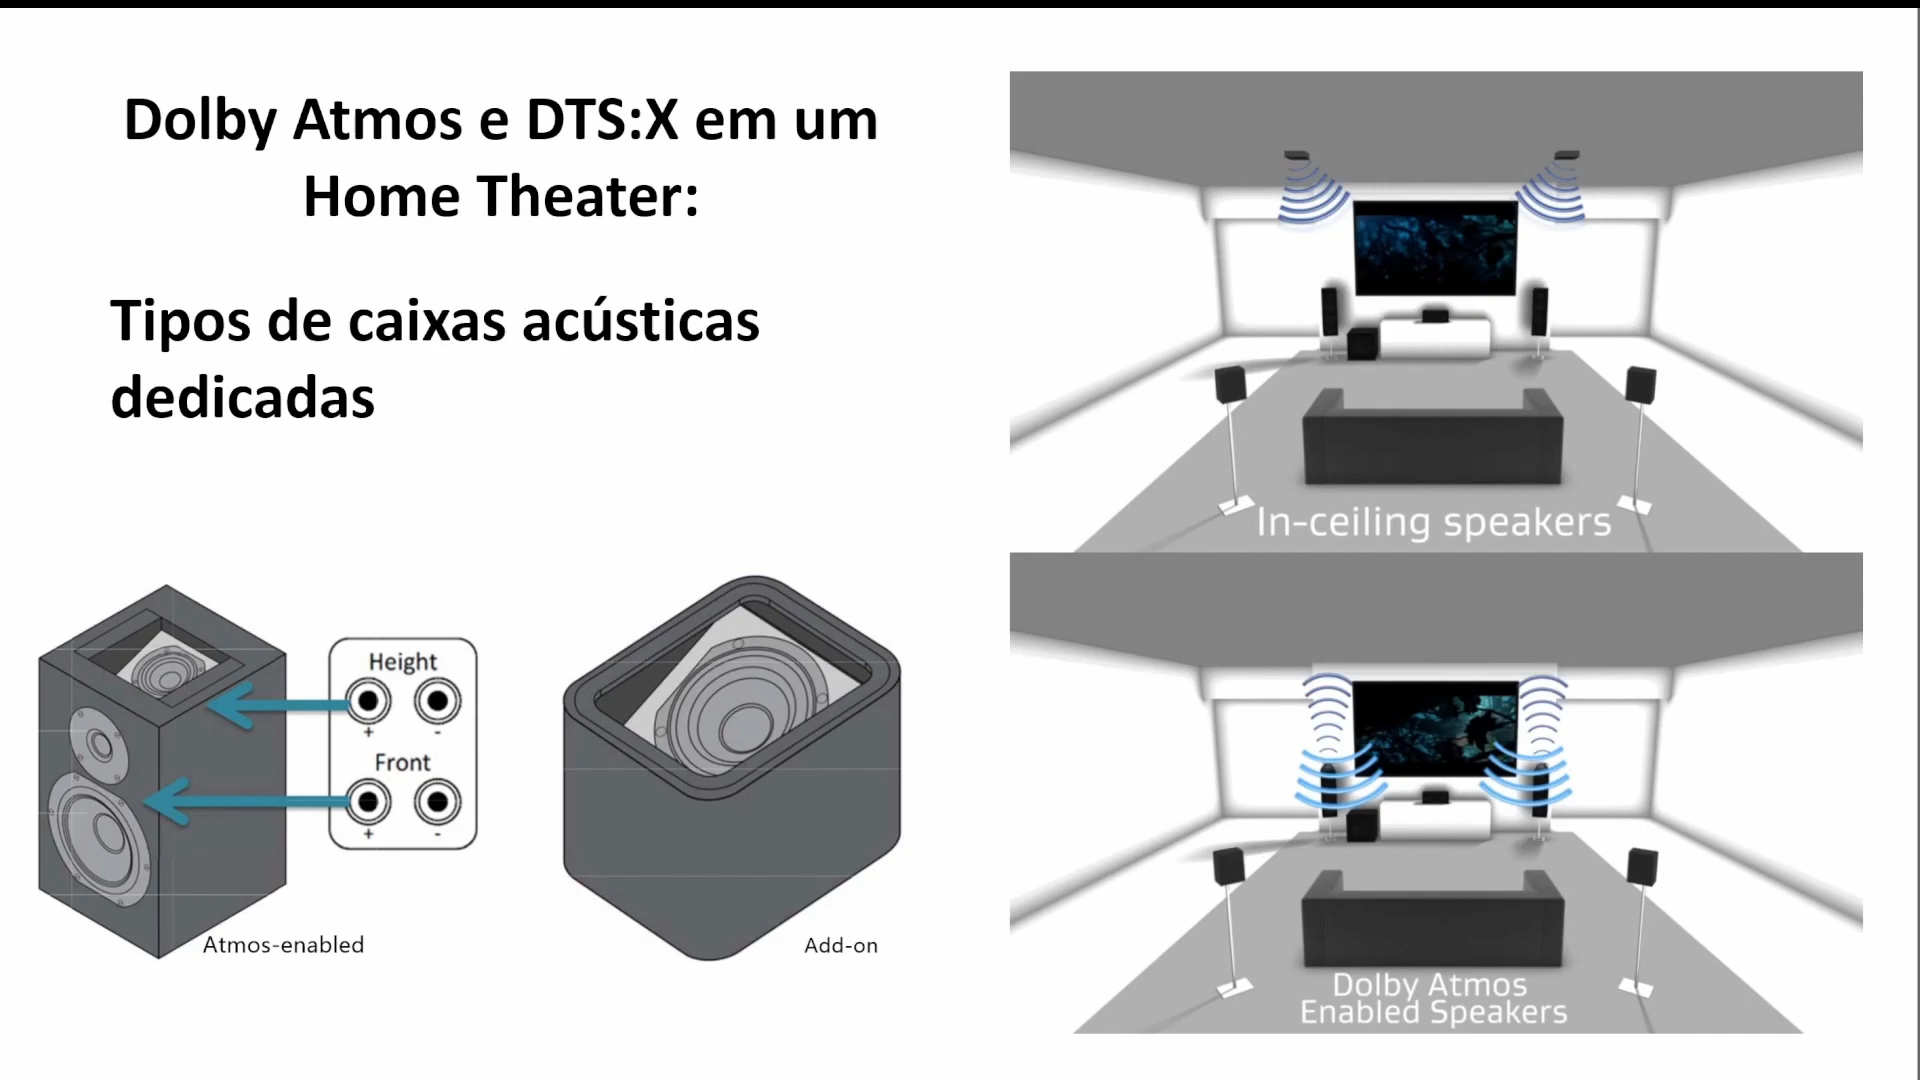 Dolby Atmos e DTS:X em um
Home Theater:
Tipos de caixas acústicas
dedicadas
Height
+ -
Front
+ -
Atmos-enabled
Add-on
In-ceiling speakers
Dolby Atmos
Enabled Speakers